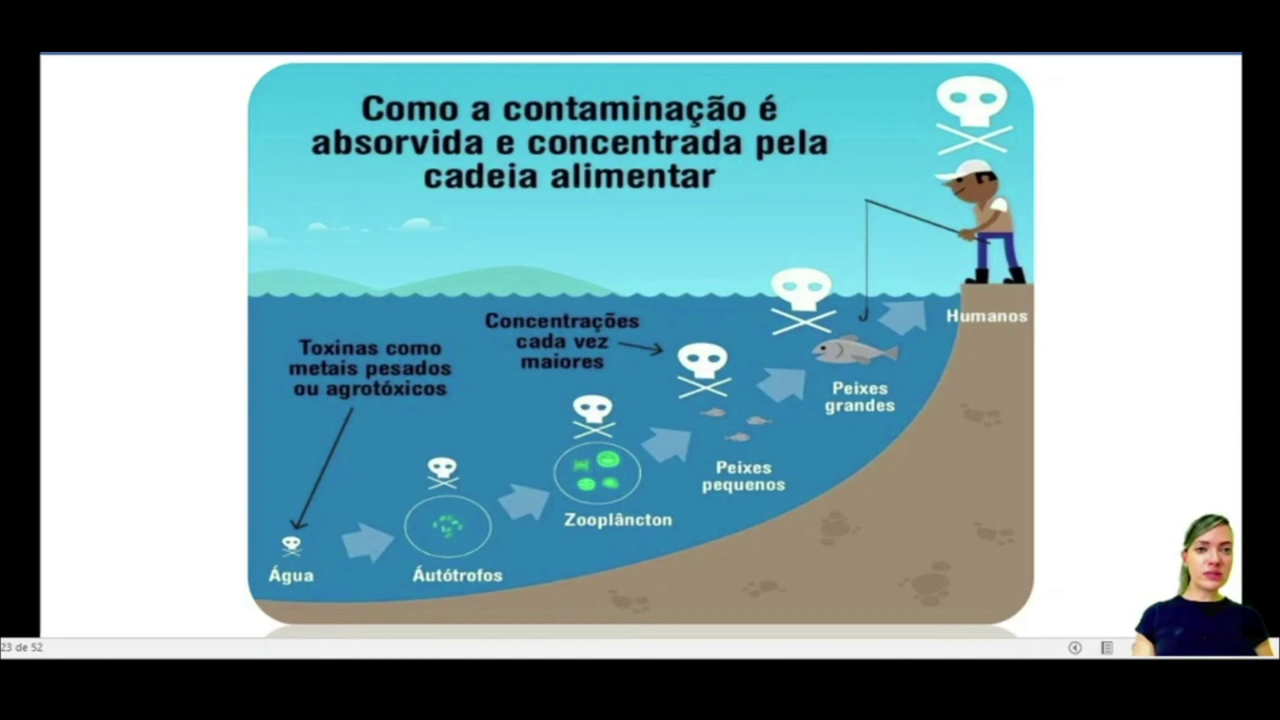 Como a contaminação é
absorvida e concentrada pela
cadeia alimentar
Concentrações
cada vez
maiores
Toxinas como
metais pesados
ou agrotóxicos
Humanos
Peixes
grandes
Peixes
pequenos
Zooplâncton
Água
Áutótrofos
23 de 52